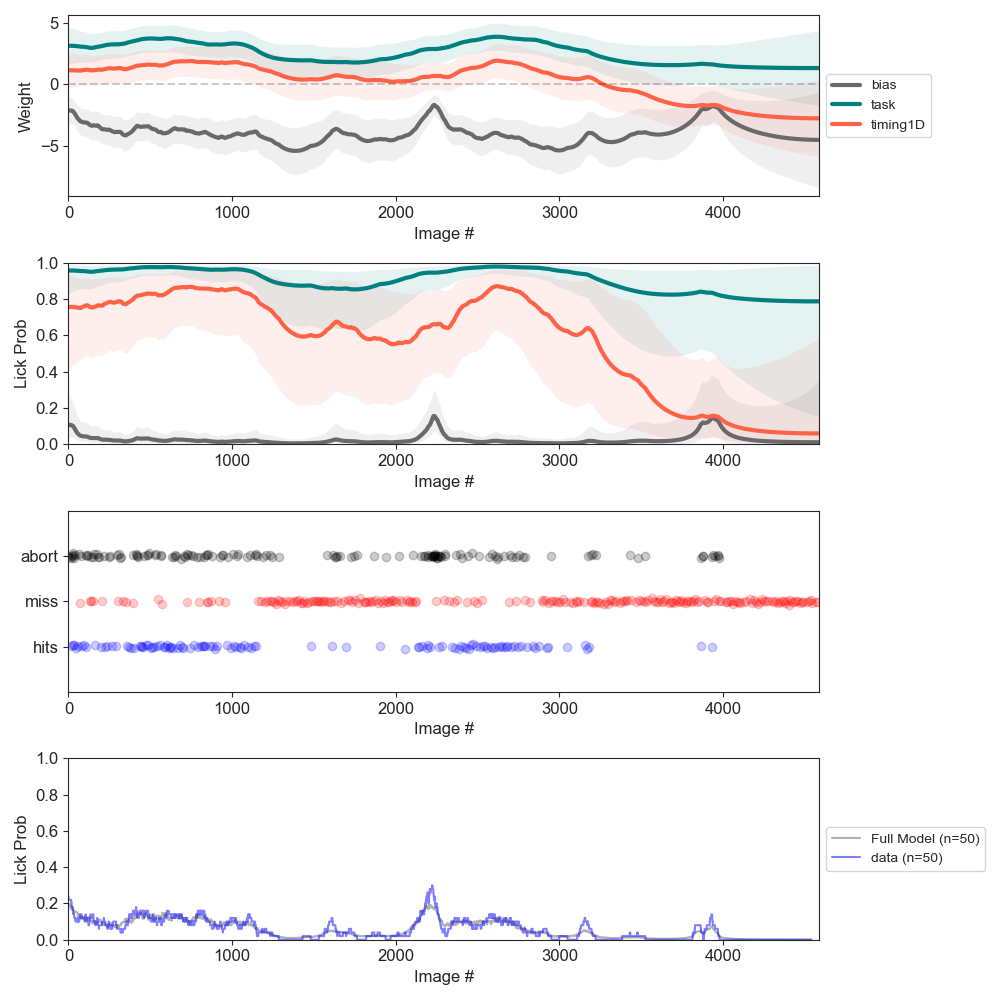 5
0
−5
Weight
0 1000 2000 3000 4000
Image #
bias
task
timing1D
1.0
0.8
0.6
0.4
0.2
0.0
Lick Prob
0 1000 2000 3000 4000
Image #
abort
miss
hits
0 1000 2000 3000 4000
Image #
1.0
0.8
0.6
0.4
0.2
0.0
Lick Prob
0 1000 2000 3000 4000
Image #
Full Model (n=50)
data (n=50)